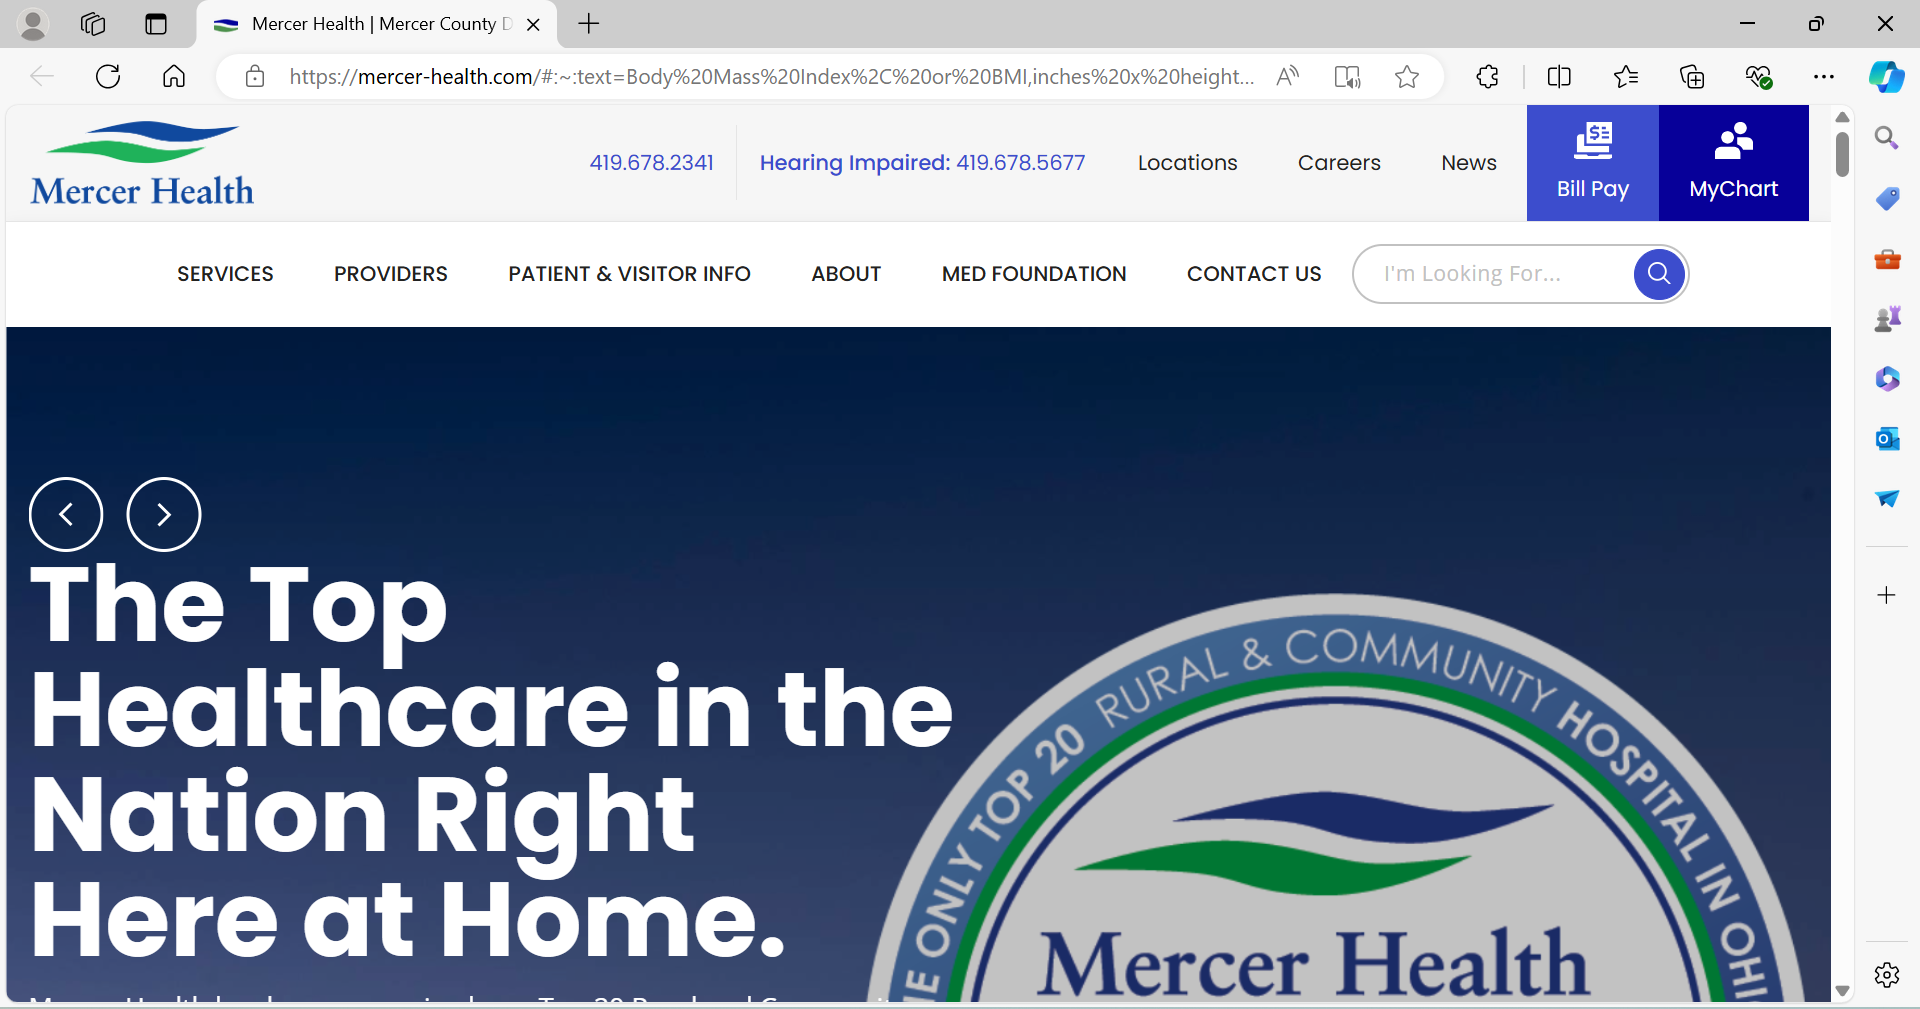 Mercer Health | Mercer County D
https://mercer-health.com/#:~:text=Body%20Mass%20Index%2C%20or%20BMI,inches%20x%20height...
Mercer Health
419.678.2341
Hearing Impaired: 419.678.5677
Locations
Careers
News
Bill Pay
MyChart
SERVICES
PROVIDERS
PATIENT & VISITOR INFO
ABOUT
MED FOUNDATION
CONTACT US
I'm Looking For...
The Top
Healthcare in the
Nation Right
Here at Home.
HE ONLY TOP 20 RURAL & COMMUNITY HOSPITAL IN OHI
Mercer Health